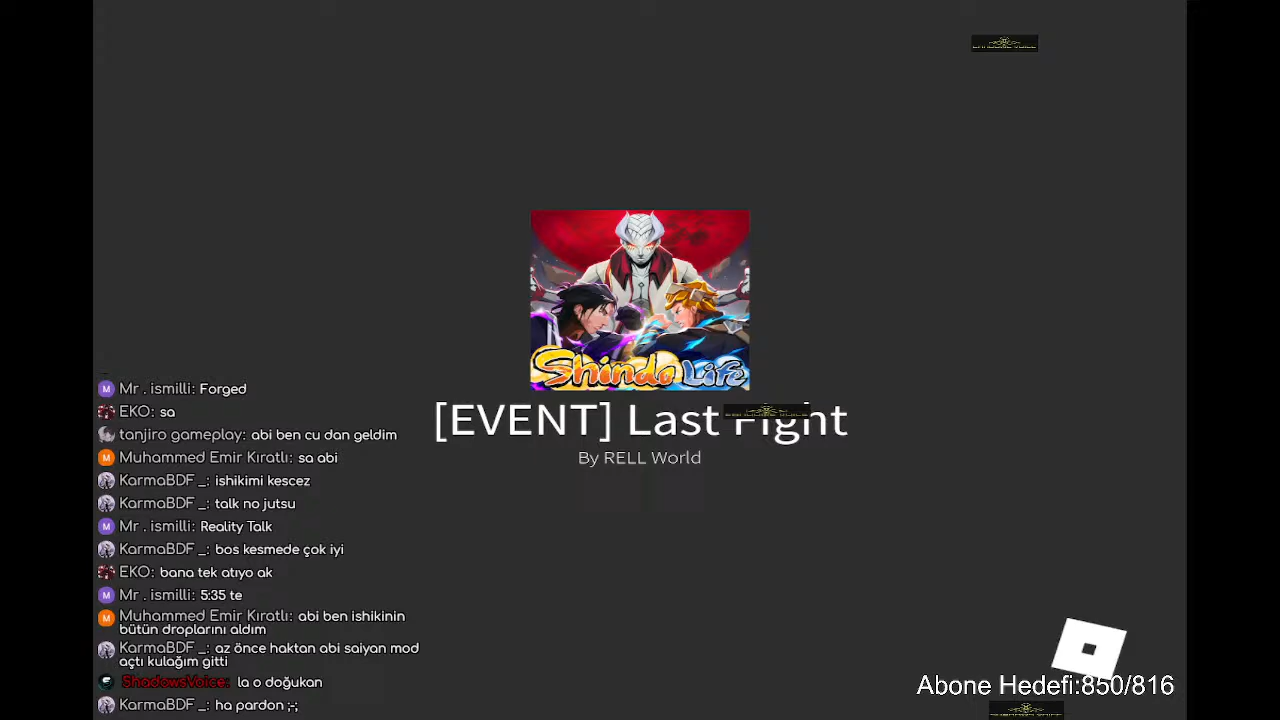 Shindo Life
[EVENT] Last Fight
By RELL World
Mr . ismilli: Forged
EKO: sa
tanjiro gameplay: abi ben cu dan geldim
Muhammed Emir Kıratlı: sa abi
KarmaBDF _: ishikimi kescez
KarmaBDF _: talk no jutsu
Mr . ismilli: Reality Talk
KarmaBDF _: bos kesmede çok iyi
EKO: bana tek atıyo ak
Mr . ismilli: 5:35 te
Muhammed Emir Kıratlı: abi ben ishikinin
bütün droplarını aldım
KarmaBDF _: az önce haktan abi saiyan mod
açtı kulağım gitti
ShadowsVoice: la o doğukan
KarmaBDF _: ha pardon ;-;
Abone Hedefi:850/816